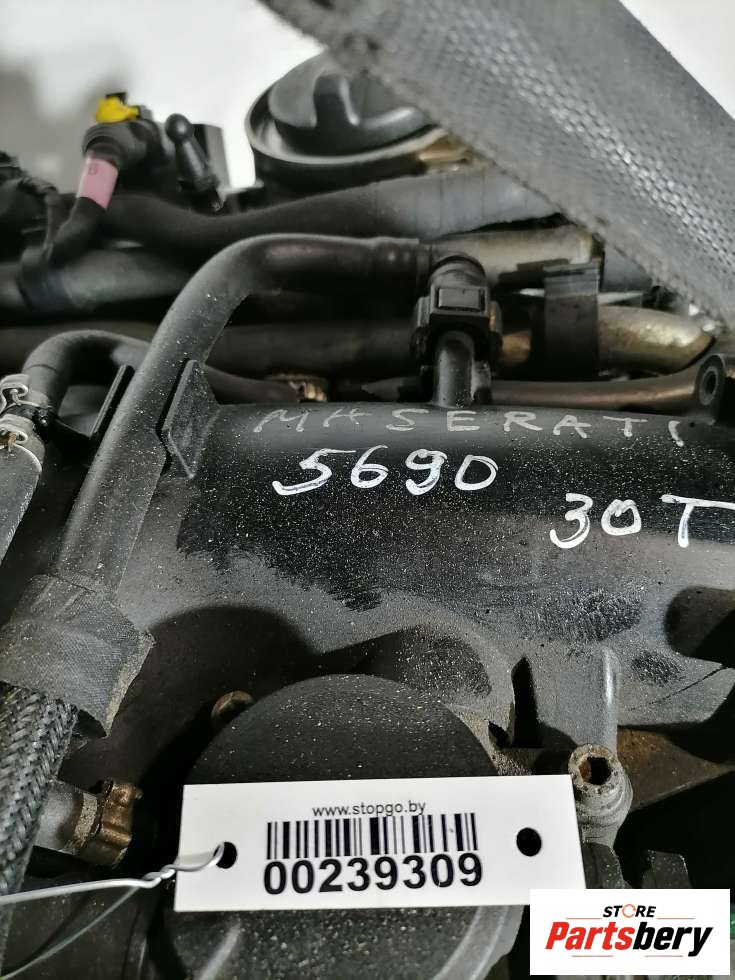 MASERATI
5690
30T
www.stopgo.by
00239309
STORE
Partsbery